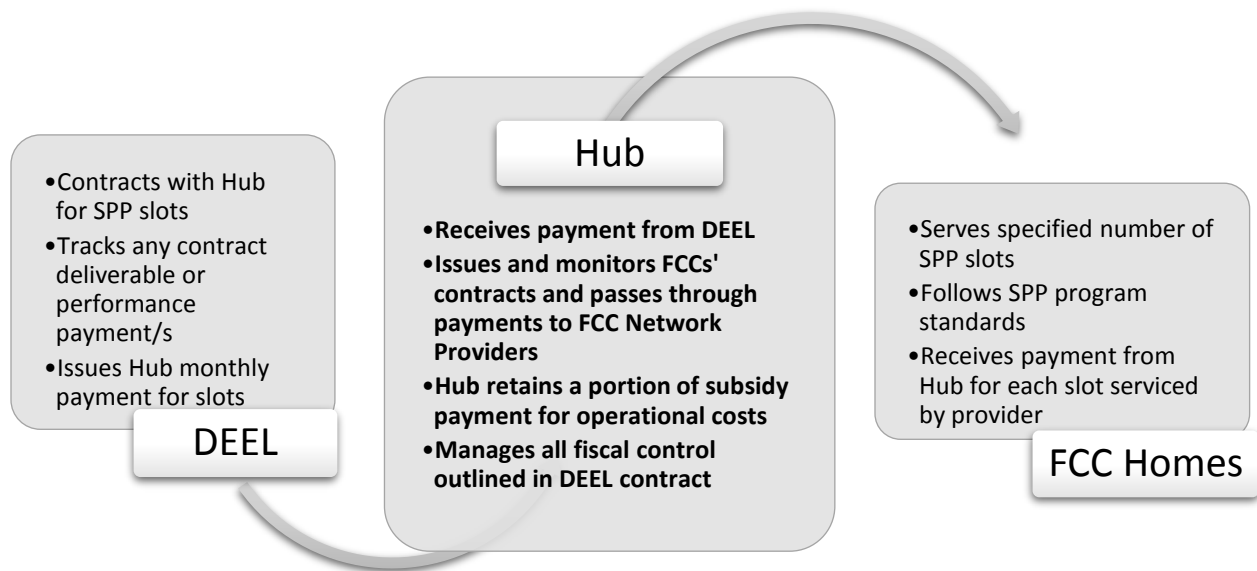 •Contracts with Hub
for SPP slots
•Tracks any contract
deliverable or
performance
payment/s
•Issues Hub monthly
payment for slots
DEEL
Hub
•Receives payment from DEEL
•Issues and monitors FCCs'
contracts and passes through
payments to FCC Network
Providers
•Hub retains a portion of subsidy
payment for operational costs
•Manages all fiscal control
outlined in DEEL contract
•Serves specified number of
SPP slots
•Follows SPP program
standards
•Receives payment from
Hub for each slot serviced
by provider
FCC Homes